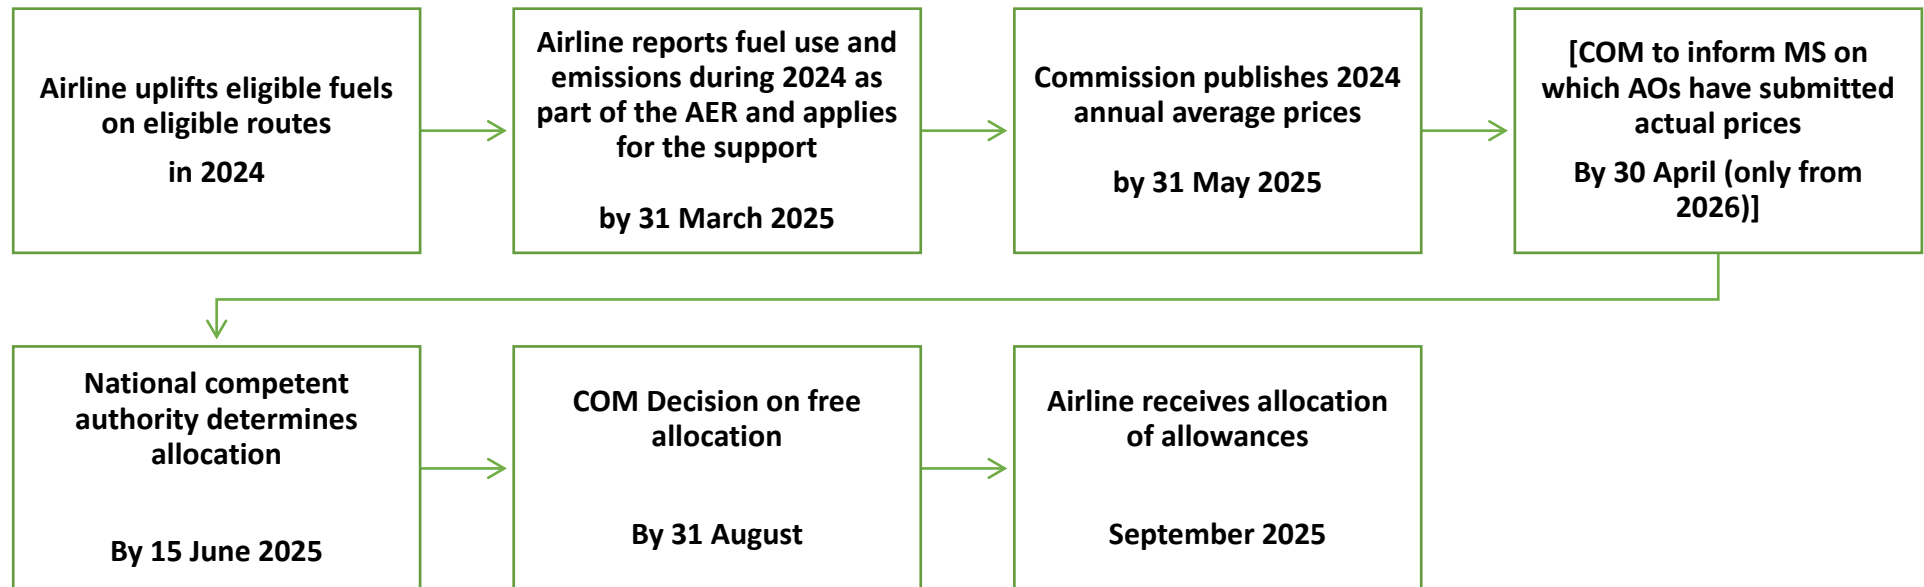 Airline uplifts eligible fuels
on eligible routes
in 2024
Airline reports fuel use and
emissions during 2024 as
part of the AER and applies
for the support
by 31 March 2025
Commission publishes 2024
annual average prices
by 31 May 2025
[COM to inform MS on
which AOs have submitted
actual prices
By 30 April (only from
2026)]
National competent
authority determines
allocation
By 15 June 2025
COM Decision on free
allocation
By 31 August
Airline receives allocation
of allowances
September 2025